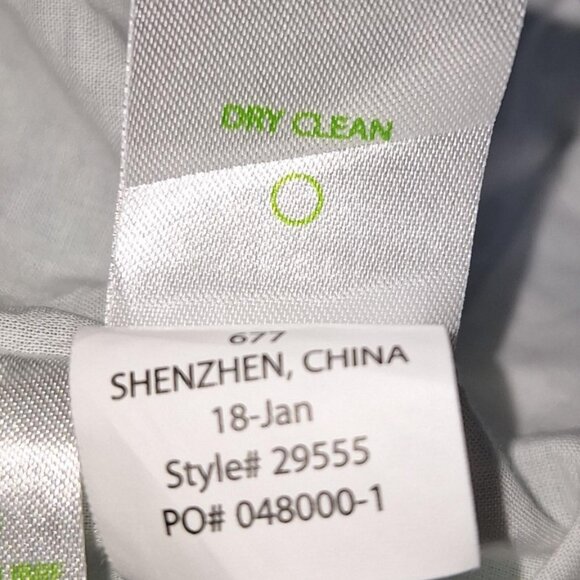 DRY CLEAN
677
SHENZHEN, CHINA
18-Jan
Style# 29555
PO# 048000-1